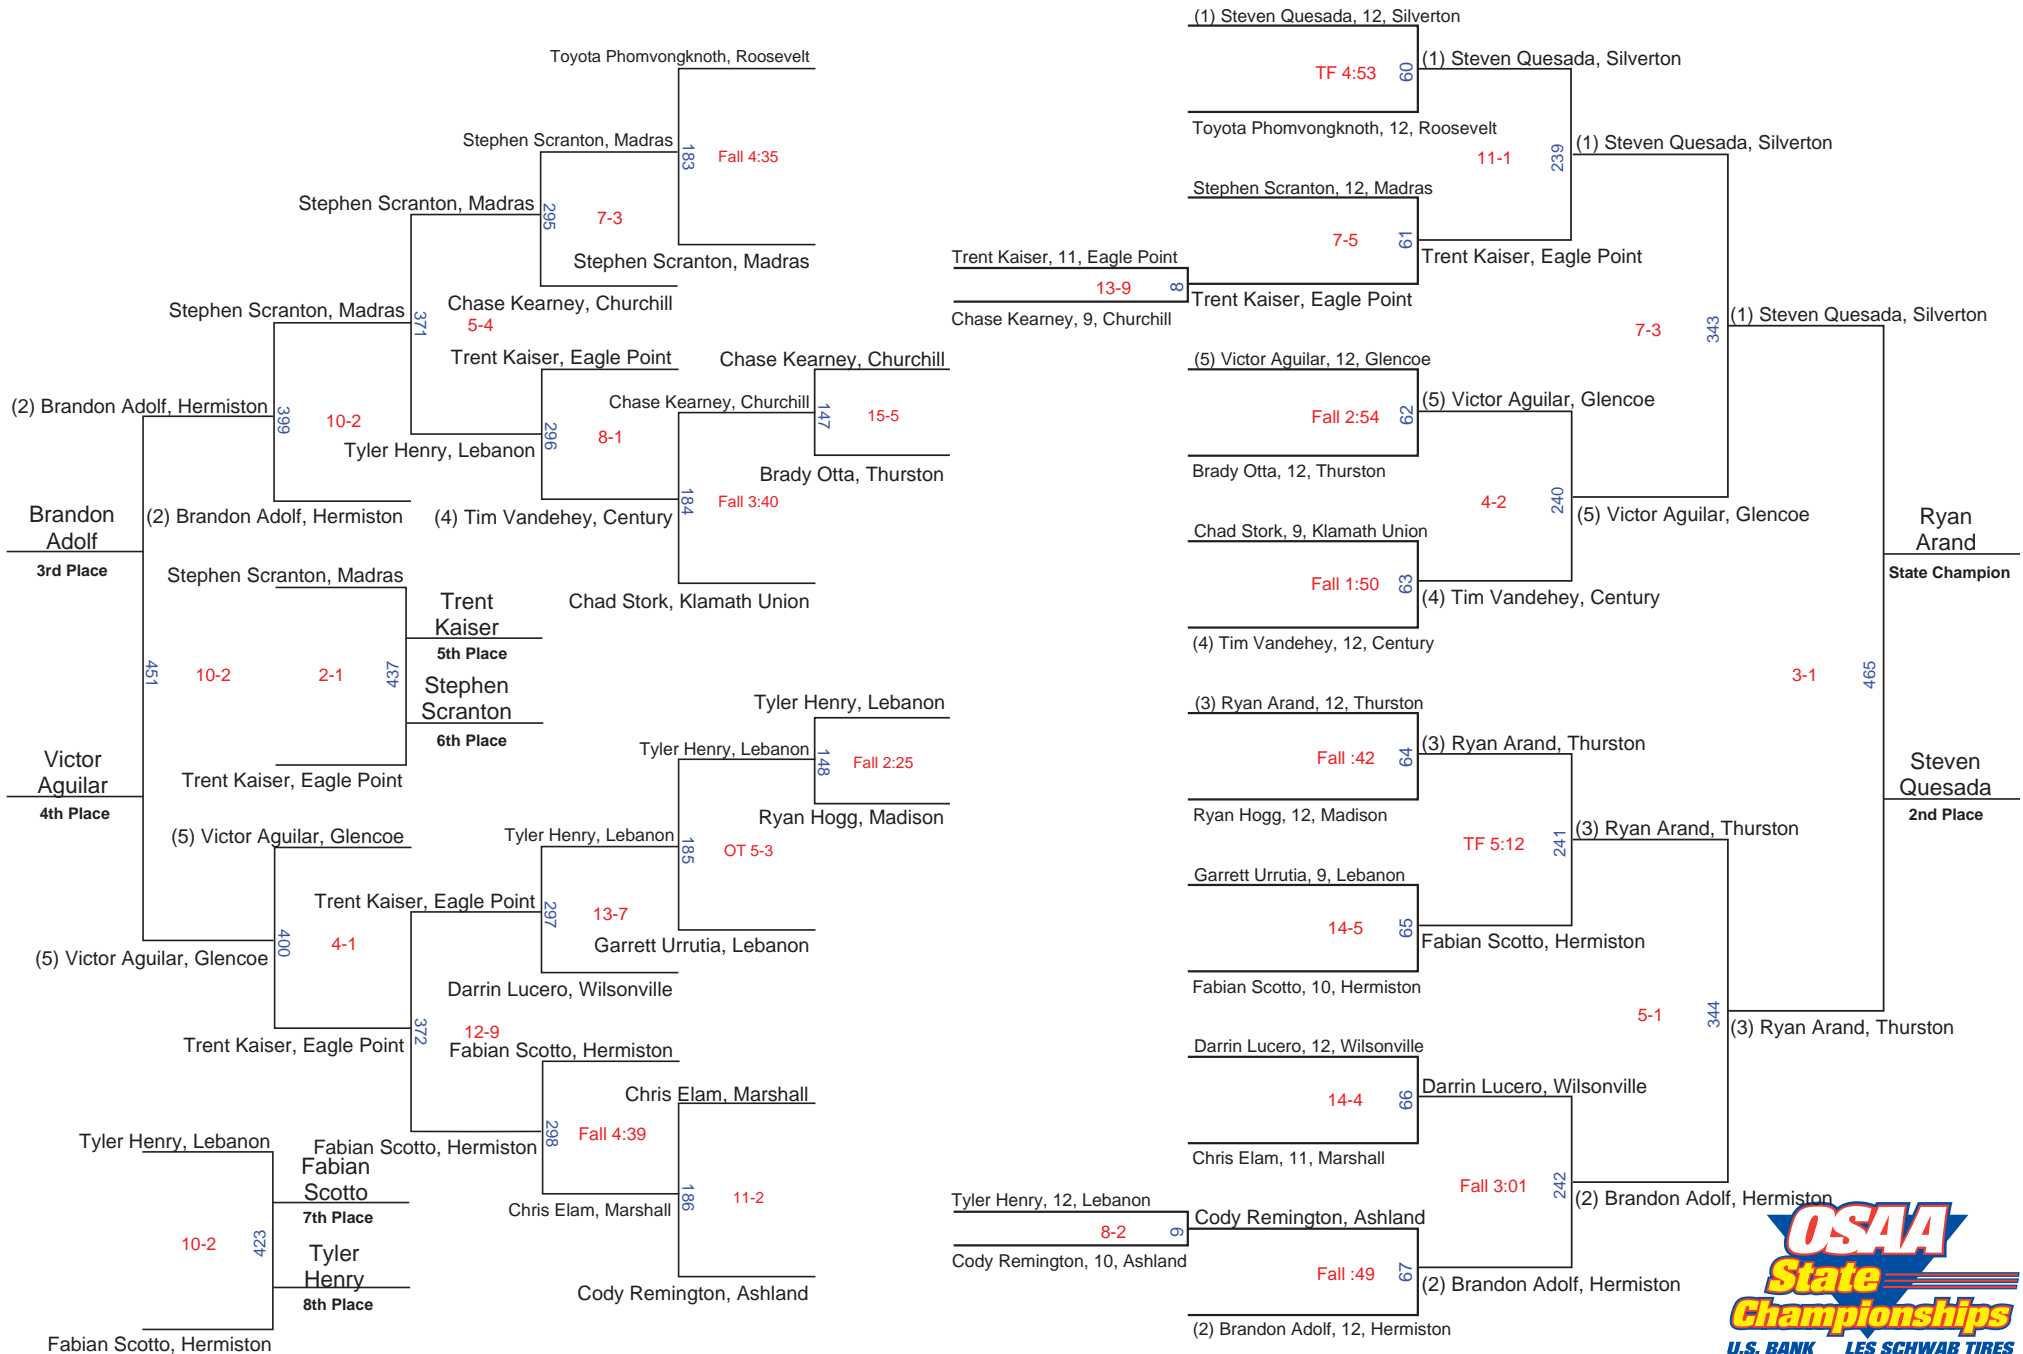 (1) Steven Quesada, 12, Silverton
TF 4:53
60
(1) Steven Quesada, Silverton
Toyota Phomvongknoth, 12, Roosevelt
11-1
239
(1) Steven Quesada, Silverton
Stephen Scranton, 12, Madras
7-5
61
Trent Kaiser, Eagle Point
Trent Kaiser, 11, Eagle Point
13-9
8
Trent Kaiser, Eagle Point
Chase Kearney, 9, Churchill
7-3
343
(1) Steven Quesada, Silverton
(5) Victor Aguilar, 12, Glencoe
Fall 2:54
62
(5) Victor Aguilar, Glencoe
Brady Otta, 12, Thurston
4-2
240
(5) Victor Aguilar, Glencoe
Chad Stork, 9, Klamath Union
Fall 1:50
63
(4) Tim Vandehey, Century
(4) Tim Vandehey, 12, Century
Ryan
Arand
State Champion
3-1
465
Steven
Quesada
2nd Place
(3) Ryan Arand, 12, Thurston
Fall :42
64
(3) Ryan Arand, Thurston
Ryan Hogg, 12, Madison
TF 5:12
241
(3) Ryan Arand, Thurston
Garrett Urrutia, 9, Lebanon
14-5
65
Fabian Scotto, Hermiston
Fabian Scotto, 10, Hermiston
5-1
344
(3) Ryan Arand, Thurston
Darrin Lucero, 12, Wilsonville
14-4
66
Darrin Lucero, Wilsonville
Chris Elam, 11, Marshall
Fall 3:01
242
(2) Brandon Adolf, Hermiston
Tyler Henry, 12, Lebanon
8-2
9
Cody Remington, Ashland
Cody Remington, 10, Ashland
Fall :49
67
(2) Brandon Adolf, Hermiston
(2) Brandon Adolf, 12, Hermiston
Toyota Phomvongknoth, Roosevelt
Stephen Scranton, Madras
183
Fall 4:35
Stephen Scranton, Madras
Stephen Scranton, Madras
295
7-3
Chase Kearney, Churchill
Stephen Scranton, Madras
371
5-4
Trent Kaiser, Eagle Point
Chase Kearney, Churchill
Chase Kearney, Churchill
147
15-5
Brady Otta, Thurston
296
8-1
Tyler Henry, Lebanon
(4) Tim Vandehey, Century
184
Fall 3:40
Chad Stork, Klamath Union
(2) Brandon Adolf, Hermiston
399
10-2
(2) Brandon Adolf, Hermiston
Brandon
Adolf
3rd Place
Stephen Scranton, Madras
Trent
Kaiser
5th Place
451
10-2
2-1
437
Stephen
Scranton
6th Place
Trent Kaiser, Eagle Point
Victor
Aguilar
4th Place
Tyler Henry, Lebanon
Tyler Henry, Lebanon
148
Fall 2:25
Ryan Hogg, Madison
(5) Victor Aguilar, Glencoe
Tyler Henry, Lebanon
185
OT 5-3
Garrett Urrutia, Lebanon
Trent Kaiser, Eagle Point
297
13-7
Darrin Lucero, Wilsonville
400
4-1
(5) Victor Aguilar, Glencoe
Trent Kaiser, Eagle Point
372
12-9
Fabian Scotto, Hermiston
Chris Elam, Marshall
298
Fall 4:39
Fabian Scotto, Hermiston
Chris Elam, Marshall
186
11-2
Cody Remington, Ashland
Tyler Henry, Lebanon
Fabian
Scotto
7th Place
10-2
423
Tyler
Henry
8th Place
Fabian Scotto, Hermiston
OSAA
State
Championships
U.S. BANK LES SCHWAB TIRES